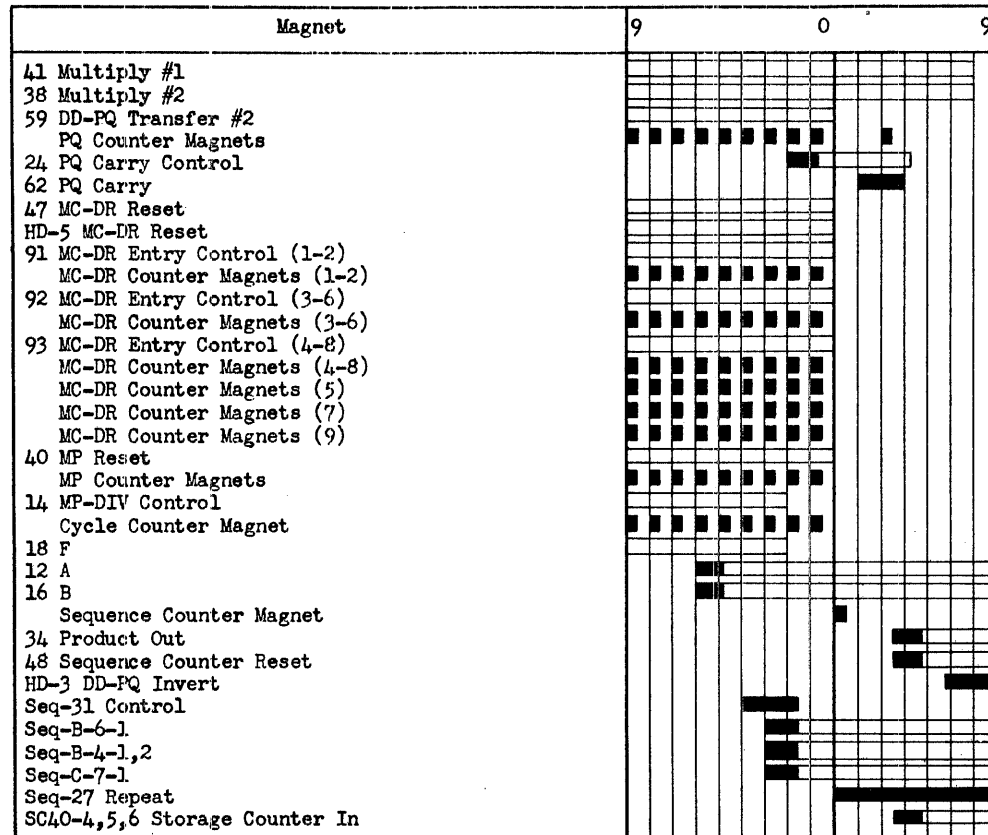 Magnet 9 0 9
41 Multiply #1
38 Multiply #2
59 DD-PQ Transfer #2
PQ Counter Magnets
24 PQ Carry Control
62 PQ Carry
47 MC-DR Reset
HD-5 MC-DR Reset
91 MC-DR Entry Control (1-2)
MC-DR Counter Magnets (1-2)
92 MC-DR Entry Control (3-6)
MC-DR Counter Magnets (3-6)
93 MC-DR Entry Control (4-8)
MC-DR Counter Magnets (4-8)
MC-DR Counter Magnets (5)
MC-DR Counter Magnets (7)
MC-DR Counter Magnets (9)
40 MP Reset
MP Counter Magnets
14 MP-DIV Control
Cycle Counter Magnet
18 F
12 A
16 B
Sequence Counter Magnet
34 Product Out
48 Sequence Counter Reset
HD-3 DD-PQ Invert
Seq-31 Control
Seq-B-6-1
Seq-B-4-1,2
Seq-C-7-1
Seq-27 Repeat
SC40-4,5,6 Storage Counter In